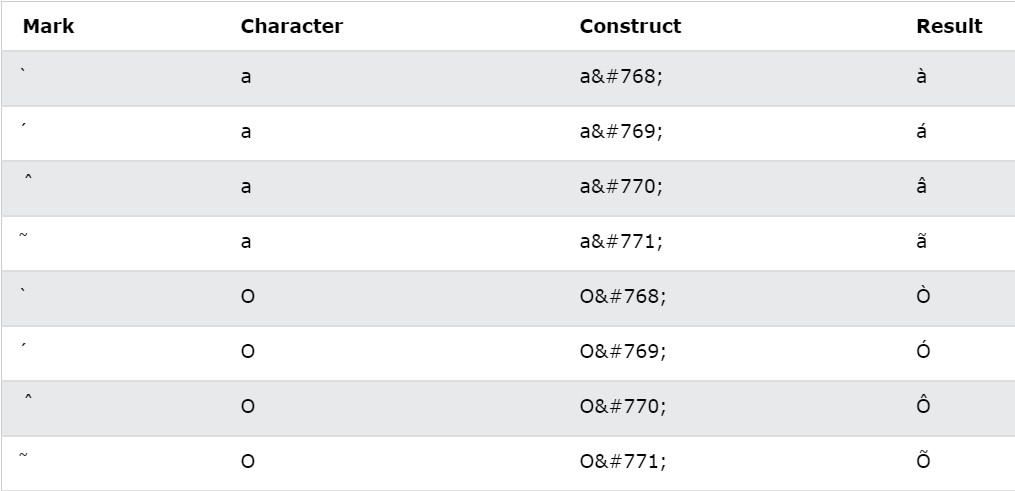 Mark Character Construct Result
̀ a a&#768; à
́ a a&#769; á
̂ a a&#770; â
̃ a a&#771; ã
̀ O O&#768; Ò
́ O O&#769; Ó
̂ O O&#770; Ô
̃ O O&#771; Õ